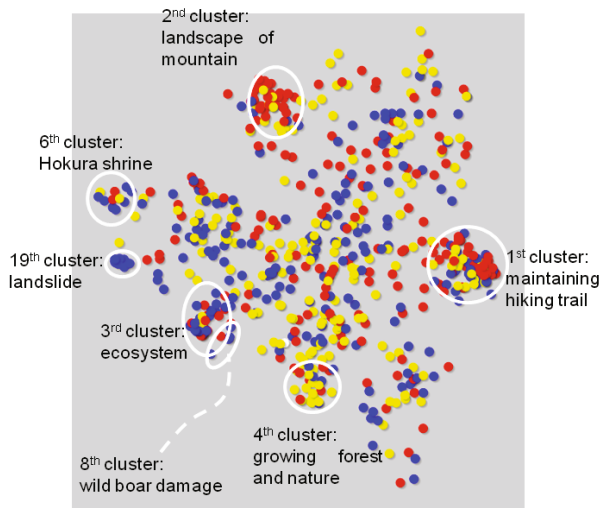 2nd cluster:
landscape of
mountain
6th cluster:
Hokura shrine
19th cluster:
landslide
1st cluster:
maintaining
hiking trail
3rd cluster:
ecosystem
4th cluster:
growing forest
and nature
8th cluster:
wild boar damage